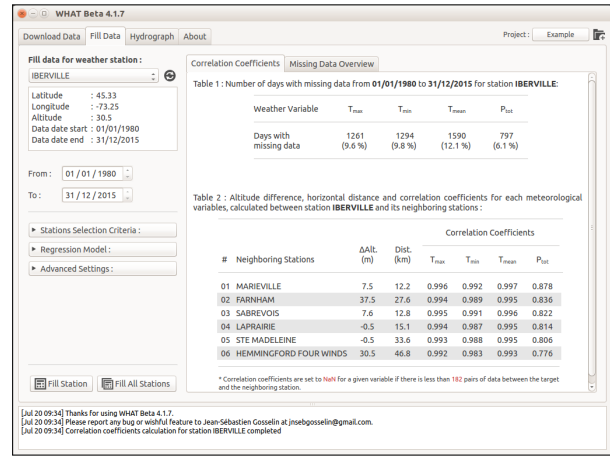 WHAT Beta 4.1.7
Download Data Fill Data Hydrograph About Project : Example
Fill data for weather station :
IBERVILLE
Latitude : 45.33
Longitude : -73.25
Altitude : 30.5
Data date start : 01/01/1980
Data date end : 31/12/2015
From : 01 / 01 / 1980
To : 31 / 12 / 2015
Stations Selection Criteria :
Regression Model :
Advanced Settings :
Fill Station Fill All Stations
Correlation Coefficients Missing Data Overview
Table 1 : Number of days with missing data from 01/01/1980 to 31/12/2015 for station IBERVILLE:
Weather Variable Tmax Tmin Tmean Ptot
Days with 1261 1294 1590 797
missing data (9.6 %) (9.8 %) (12.1 %) (6.1 %)
Table 2 : Altitude difference, horizontal distance and correlation coefficients for each meteorological
variables, calculated between station IBERVILLE and its neighboring stations :
Correlation Coefficients
# Neighboring Stations ΔAlt. (m) Dist. (km) Tmax Tmin Tmean Ptot
01 MARIEVILLE 7.5 12.2 0.996 0.992 0.997 0.878
02 FARNHAM 37.5 27.6 0.994 0.989 0.995 0.836
03 SABREVOIS 7.6 12.8 0.995 0.991 0.996 0.822
04 LAPRAIRIE -0.5 15.1 0.994 0.987 0.995 0.814
05 STE MADELEINE -0.5 33.6 0.993 0.988 0.995 0.806
06 HEMMINGFORD FOUR WINDS 30.5 46.8 0.992 0.983 0.993 0.776
* Correlation coefficients are set to NaN for a given variable if there is less than 182 pairs of data between the target
and the neighboring station.
[Jul 20 09:34] Thanks for using WHAT Beta 4.1.7.
[Jul 20 09:34] Please report any bug or wishful feature to Jean-Sébastien Gosselin at jnsebgosselin@gmail.com.
[Jul 20 09:34] Correlation coefficients calculation for station IBERVILLE completed